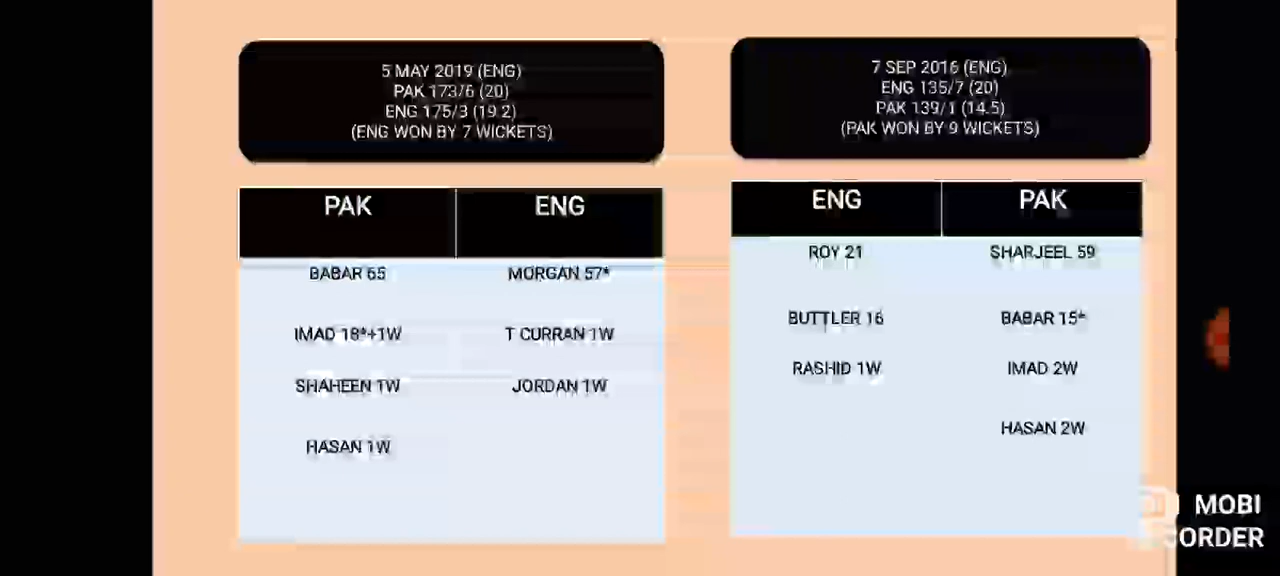 5 MAY 2019 (ENG)
PAK 173/6 (20)
ENG 175/3 (19.2)
(ENG WON BY 7 WICKETS)
PAK ENG
BABAR 65 MORGAN 57*
IMAD 18*+1W T CURRAN 1W
SHAHEEN 1W JORDAN 1W
HASAN 1W
7 SEP 2016 (ENG)
ENG 135/7 (20)
PAK 139/1 (14.5)
(PAK WON BY 9 WICKETS)
ENG PAK
ROY 21 SHARJEEL 59
BUTTLER 16 BABAR 15*
RASHID 1W IMAD 2W
HASAN 2W
MOBI
ORDER